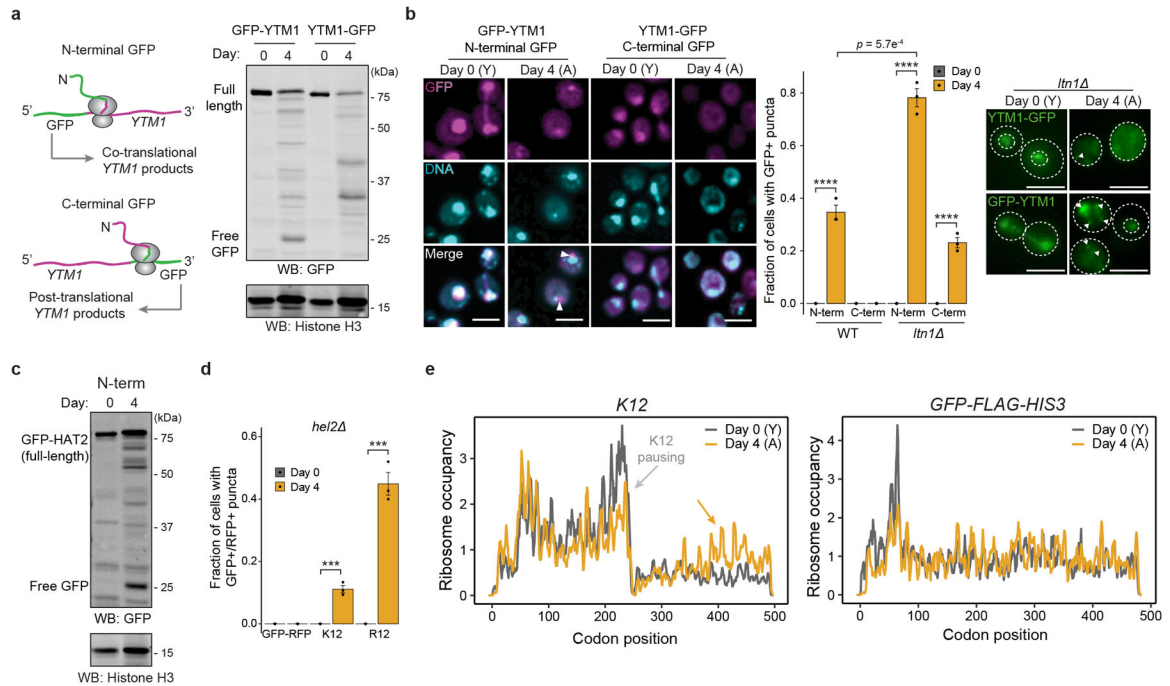 a
N-terminal GFP
N
5'
3'
GFP
YTM1
Co-translational
YTM1 products
C-terminal GFP
N
5'
3'
YTM1
GFP
Post-translational
YTM1 products
GFP-YTM1 YTM1-GFP
Day: 0 4 0 4
(kDa)
Full
length
- 75
- 50
- 37
Free
GFP
- 25
WB: GFP
- 15
WB: Histone H3
b
GFP-YTM1 YTM1-GFP
N-terminal GFP C-terminal GFP
Day 0 (Y) Day 4 (A) Day 0 (Y) Day 4 (A)
GFP
DNA
Merge
Fraction of cells with GFP+ puncta
0.8
0.6
0.4
0.2
0.0
p = 5.7e-4
****
****
****
Day 0
Day 4
N-term C-term N-term C-term
WT ltn1Δ
ltn1Δ
Day 0 (Y) Day 4 (A)
YTM1-GFP
GFP-YTM1
c
N-term
Day: 0 4
(kDa)
GFP-HAT2
(full-length)
- 75
- 50
- 37
Free GFP
- 25
WB: GFP
- 15
WB: Histone H3
d
hel2Δ
Fraction of cells with
GFP+/RFP+ puncta
0.6
0.4
0.2
0.0
Day 0
Day 4
***
***
GFP-RFP K12 R12
e
K12
Ribosome occupancy
3
2
1
0
Day 0 (Y)
Day 4 (A)
K12
pausing
0 100 200 300 400 500
Codon position
GFP-FLAG-HIS3
Ribosome occupancy
4
3
2
1
0
Day 0 (Y)
Day 4 (A)
0 100 200 300 400 500
Codon position